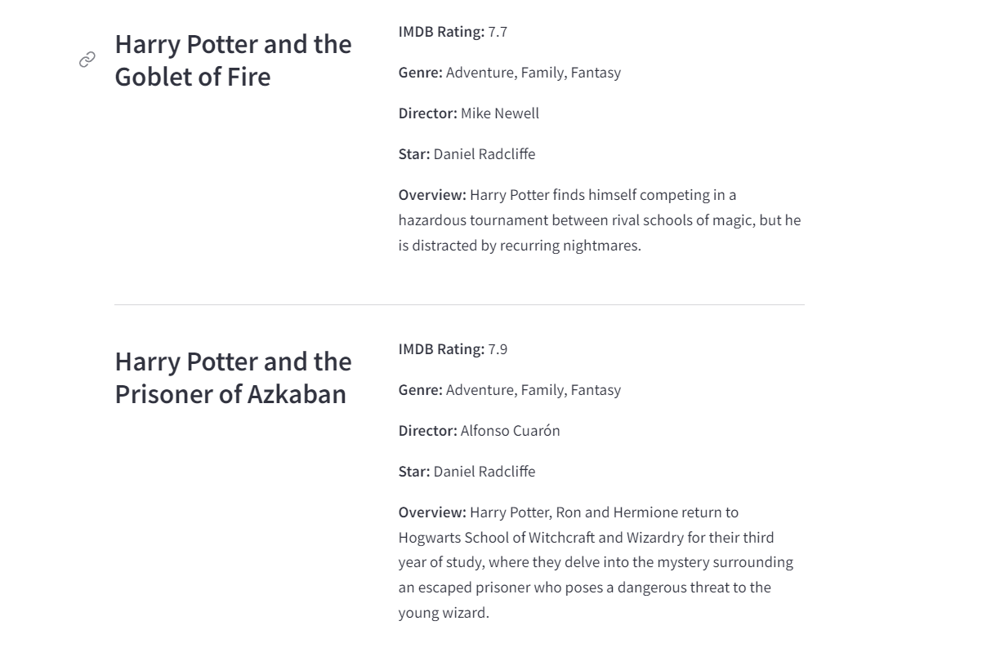 Harry Potter and the
Goblet of Fire
IMDB Rating: 7.7
Genre: Adventure, Family, Fantasy
Director: Mike Newell
Star: Daniel Radcliffe
Overview: Harry Potter finds himself competing in a
hazardous tournament between rival schools of magic, but he
is distracted by recurring nightmares.
Harry Potter and the
Prisoner of Azkaban
IMDB Rating: 7.9
Genre: Adventure, Family, Fantasy
Director: Alfonso Cuarón
Star: Daniel Radcliffe
Overview: Harry Potter, Ron and Hermione return to
Hogwarts School of Witchcraft and Wizardry for their third
year of study, where they delve into the mystery surrounding
an escaped prisoner who poses a dangerous threat to the
young wizard.